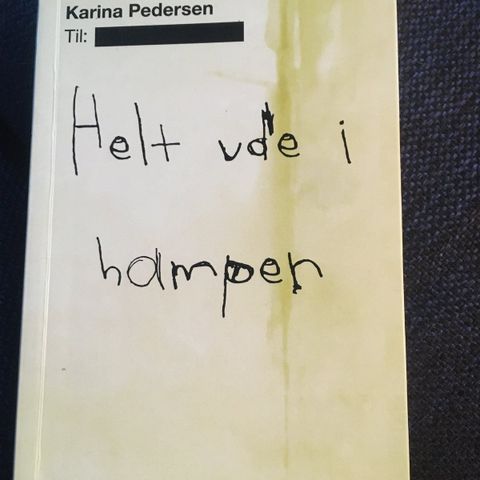 Karina Pedersen
Til:
Helt ude i
hampen